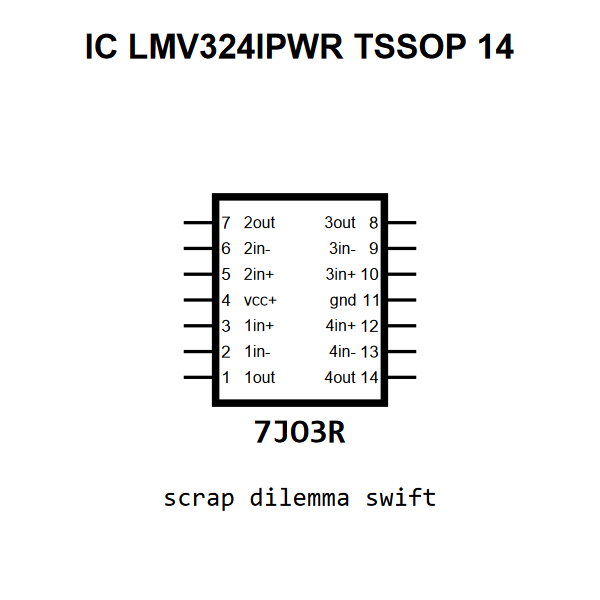 IC LMV324IPWR TSSOP 14
7 2out 3out 8
6 2in- 3in- 9
5 2in+ 3in+ 10
4 vcc+ gnd 11
3 1in+ 4in+ 12
2 1in- 4in- 13
1 1out 4out 14
7JO3R
scrap dilemma swift